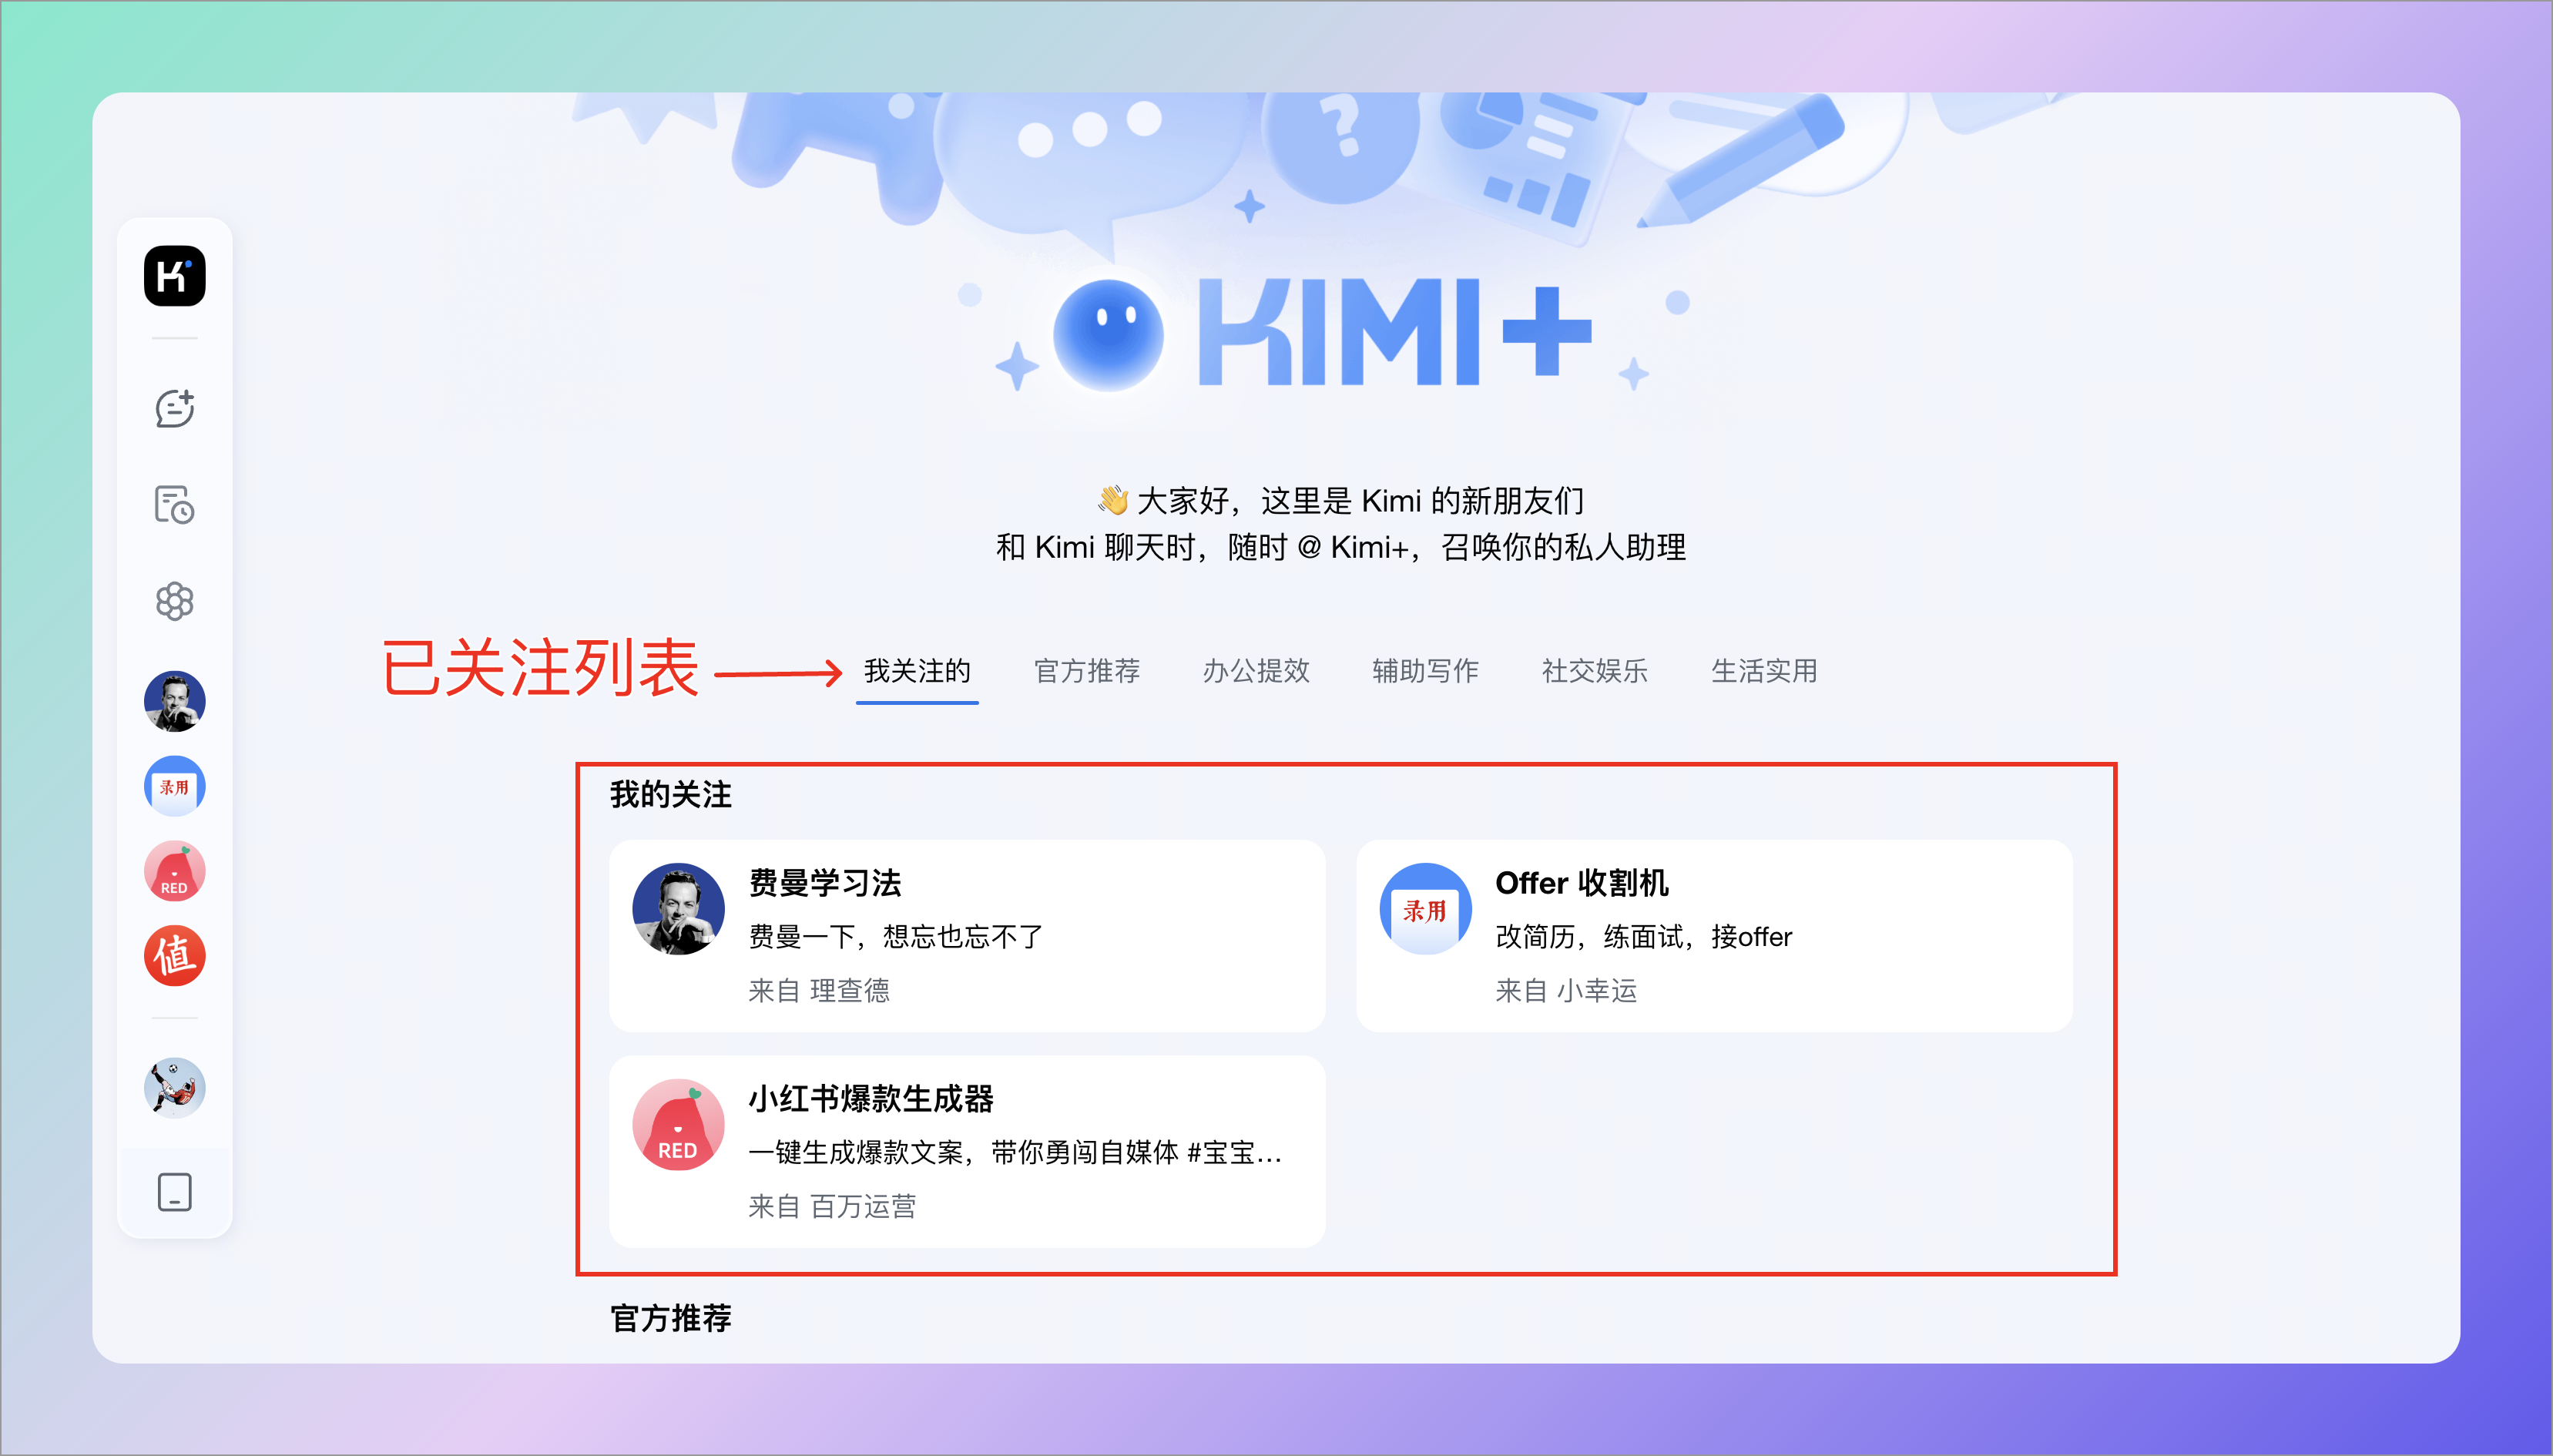 KIMI+
👋 大家好，这里是 Kimi 的新朋友们
和 Kimi 聊天时，随时 @ Kimi+，召唤你的私人助理
已关注列表
我关注的 官方推荐 办公提效 辅助写作 社交娱乐 生活实用
录用
RED
值
我的关注
费曼学习法
费曼一下，想忘也忘不了
来自 理查德
录用
Offer 收割机
改简历，练面试，接offer
来自 小幸运
RED
小红书爆款生成器
一键生成爆款文案，带你勇闯自媒体 #宝宝...
来自 百万运营
官方推荐